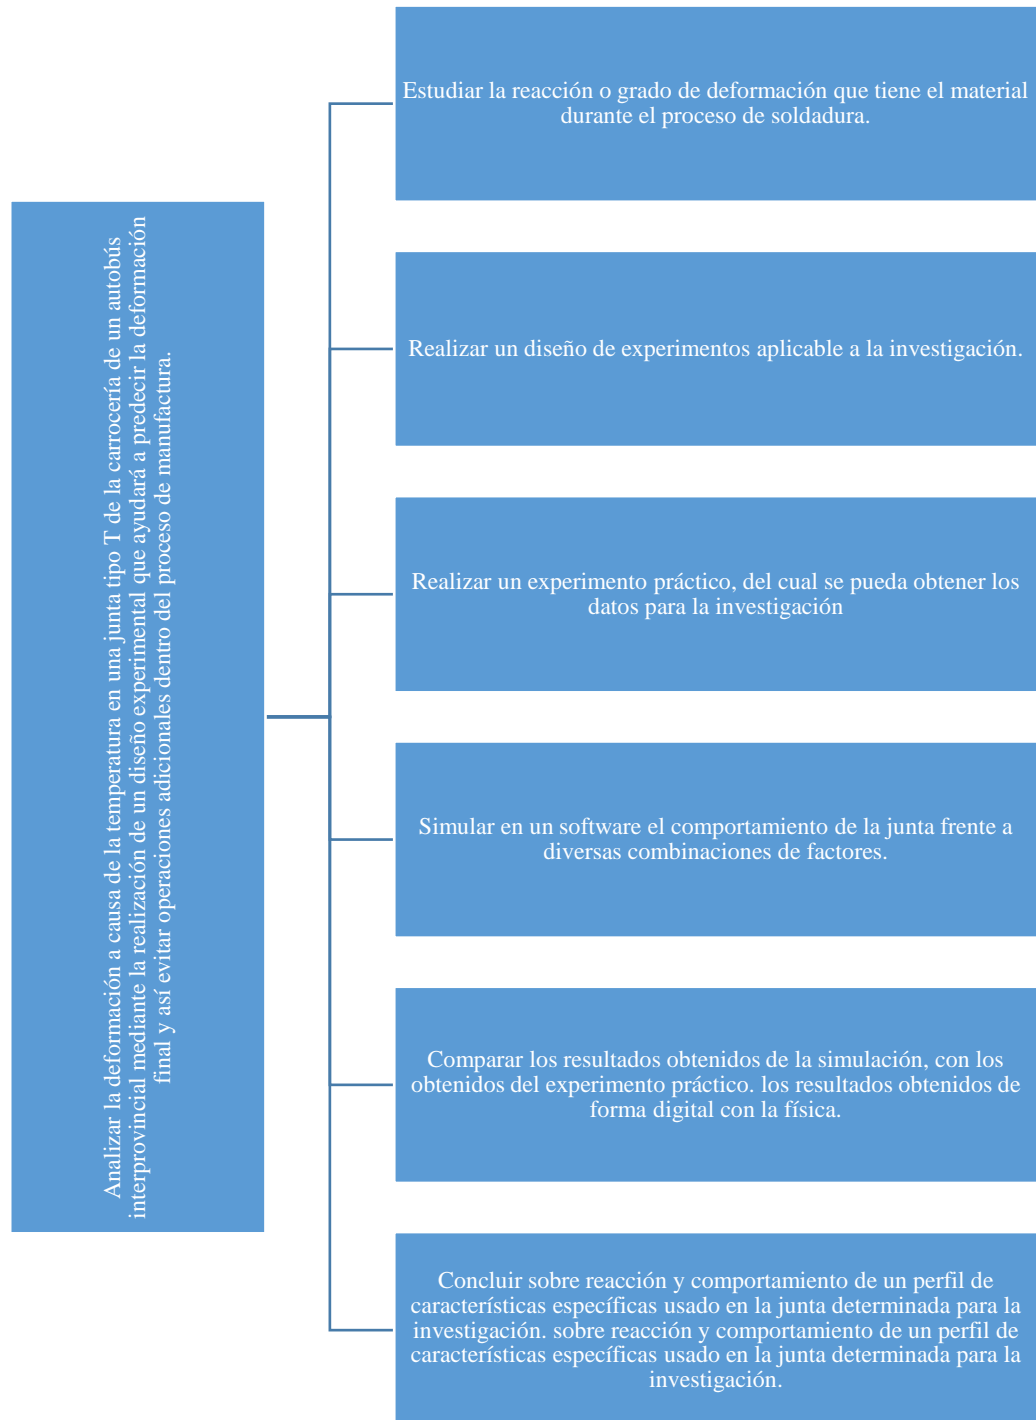 Analizar la deformación a causa de la temperatura en una junta tipo T de la carrocería de un autobús
interprovincial mediante la realización de un diseño experimental que ayudará a predecir la deformación
final y así evitar operaciones adicionales dentro del proceso de manufactura.
Estudiar la reacción o grado de deformación que tiene el material
durante el proceso de soldadura.
Realizar un diseño de experimentos aplicable a la investigación.
Realizar un experimento práctico, del cual se pueda obtener los
datos para la investigación
Simular en un software el comportamiento de la junta frente a
diversas combinaciones de factores.
Comparar los resultados obtenidos de la simulación, con los
obtenidos del experimento práctico. los resultados obtenidos de
forma digital con la física.
Concluir sobre reacción y comportamiento de un perfil de
características específicas usado en la junta determinada para la
investigación. sobre reacción y comportamiento de un perfil de
características específicas usado en la junta determinada para la
investigación.